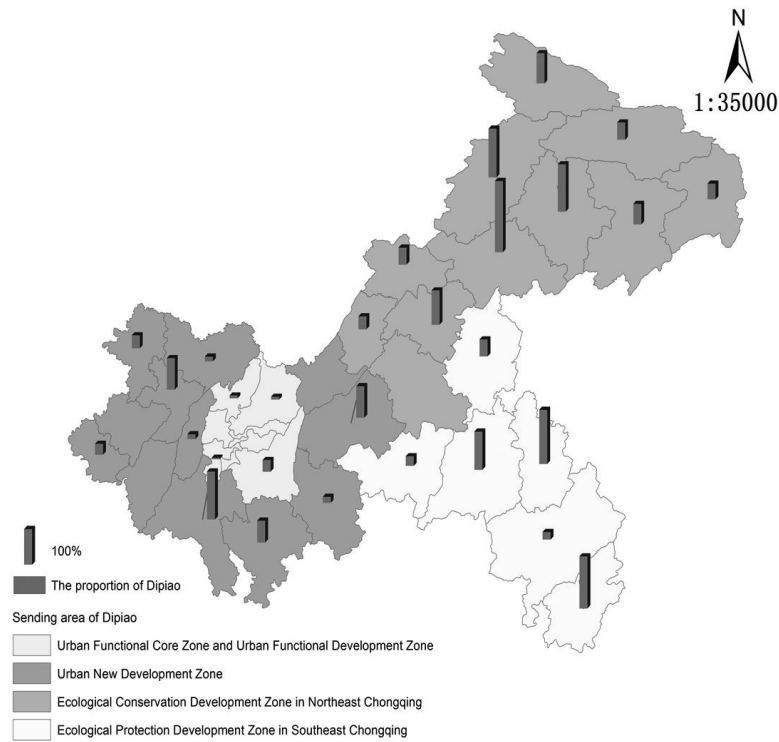 N
1:35000
100%
The proportion of Dipiao
Sending area of Dipiao
Urban Functional Core Zone and Urban Functional Development Zone
Urban New Development Zone
Ecological Conservation Development Zone in Northeast Chongqing
Ecological Protection Development Zone in Southeast Chongqing